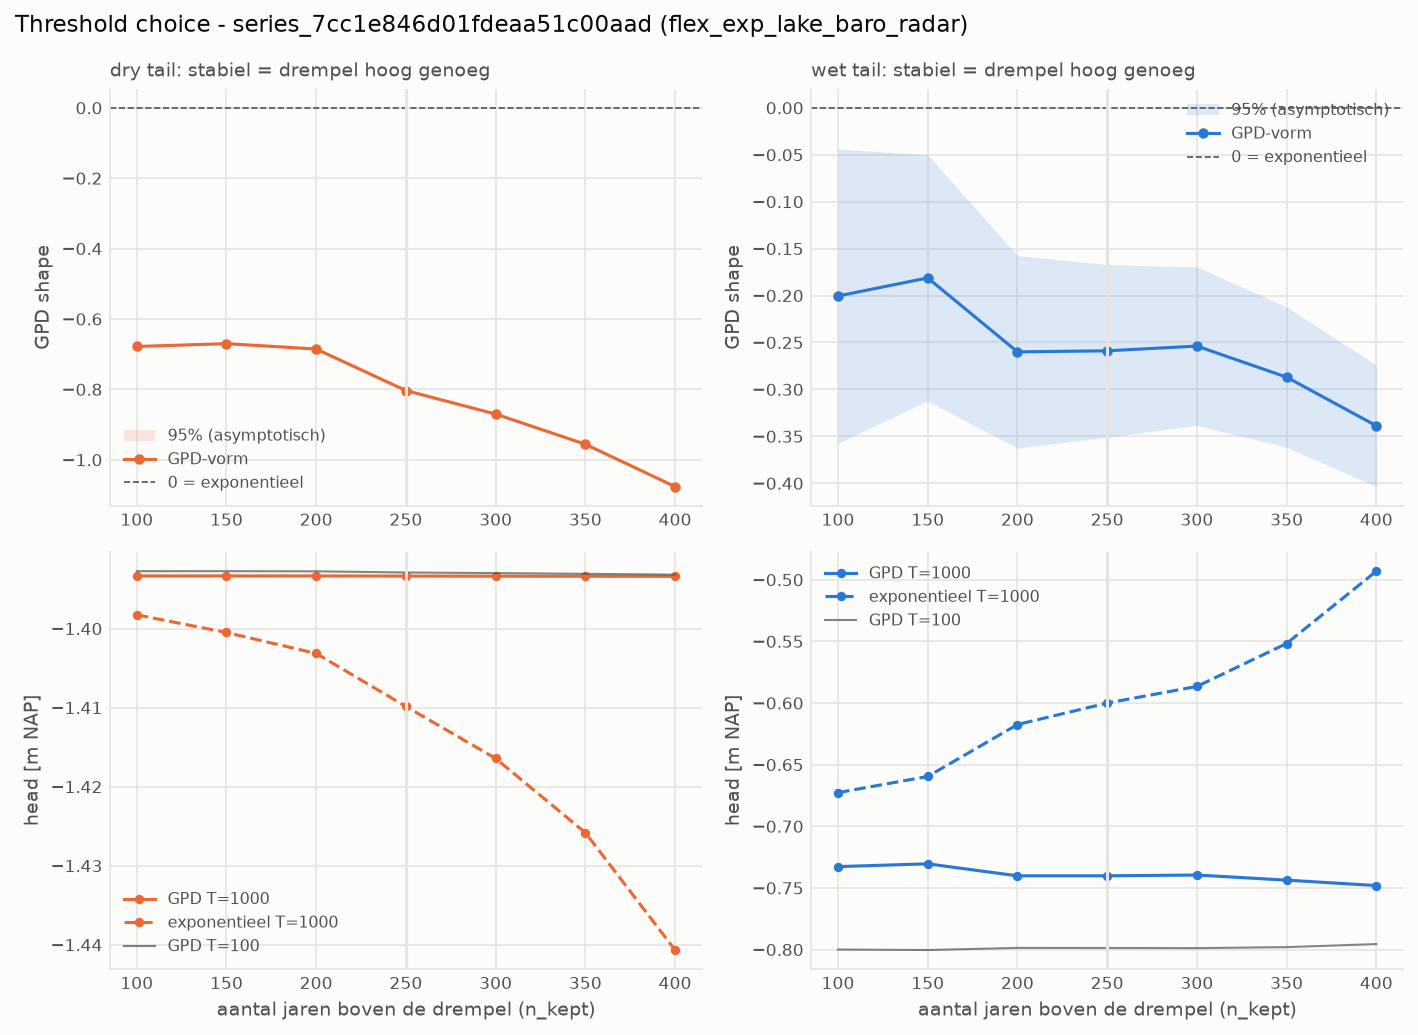 Threshold choice - series_7cc1e846d01fdeaa51c00aad (flex_exp_lake_baro_radar)
dry tail: stabiel = drempel hoog genoeg
GPD shape
0.0
−0.2
−0.4
−0.6
−0.8
−1.0
95% (asymptotisch)
GPD-vorm
0 = exponentieel
100 150 200 250 300 350 400
wet tail: stabiel = drempel hoog genoeg
GPD shape
0.00
−0.05
−0.10
−0.15
−0.20
−0.25
−0.30
−0.35
−0.40
95% (asymptotisch)
GPD-vorm
0 = exponentieel
100 150 200 250 300 350 400
head [m NAP]
−1.40
−1.41
−1.42
−1.43
−1.44
GPD T=1000
exponentieel T=1000
GPD T=100
100 150 200 250 300 350 400
aantal jaren boven de drempel (n_kept)
head [m NAP]
−0.50
−0.55
−0.60
−0.65
−0.70
−0.75
−0.80
GPD T=1000
exponentieel T=1000
GPD T=100
100 150 200 250 300 350 400
aantal jaren boven de drempel (n_kept)